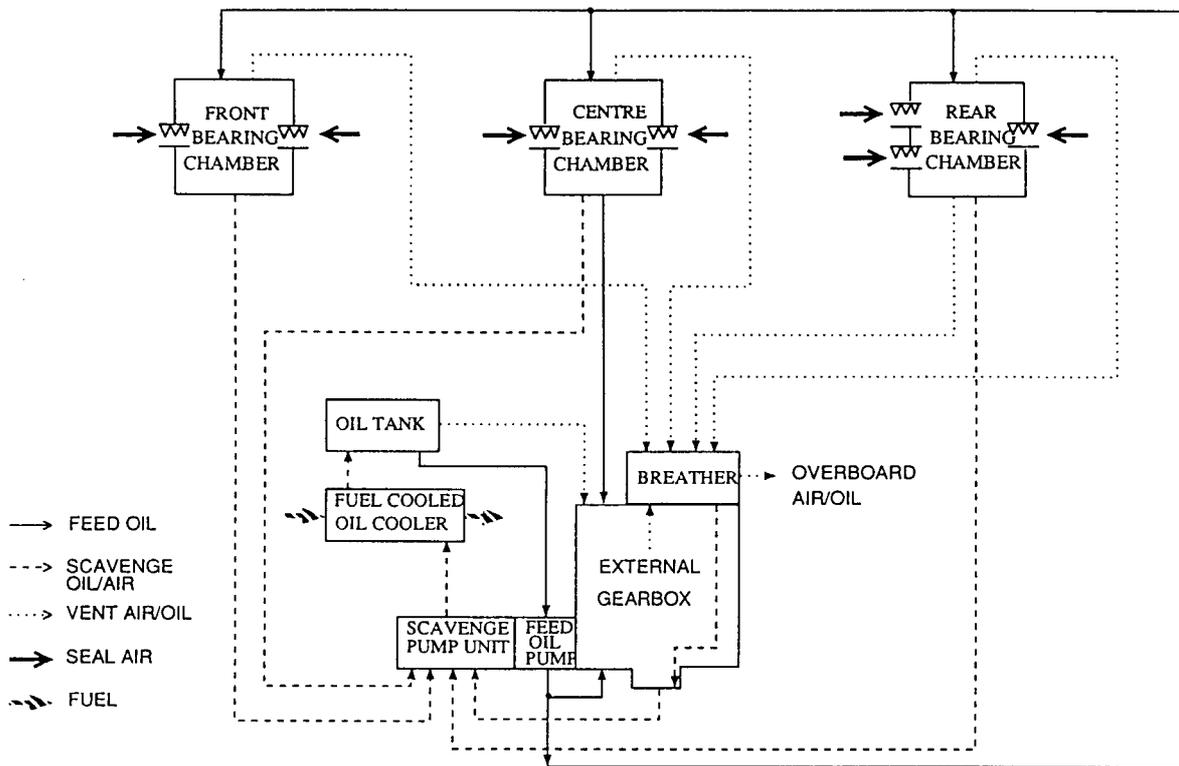 FRONT
BEARING
CHAMBER
CENTRE
BEARING
CHAMBER
REAR
BEARING
CHAMBER
OIL TANK
FUEL COOLED
OIL COOLER
BREATHER
OVERBOARD
AIR/OIL
EXTERNAL
GEARBOX
SCAVENGE
PUMP UNIT
FEED
OIL
PUMP
FEED OIL
SCAVENGE
OIL/AIR
VENT AIR/OIL
SEAL AIR
FUEL